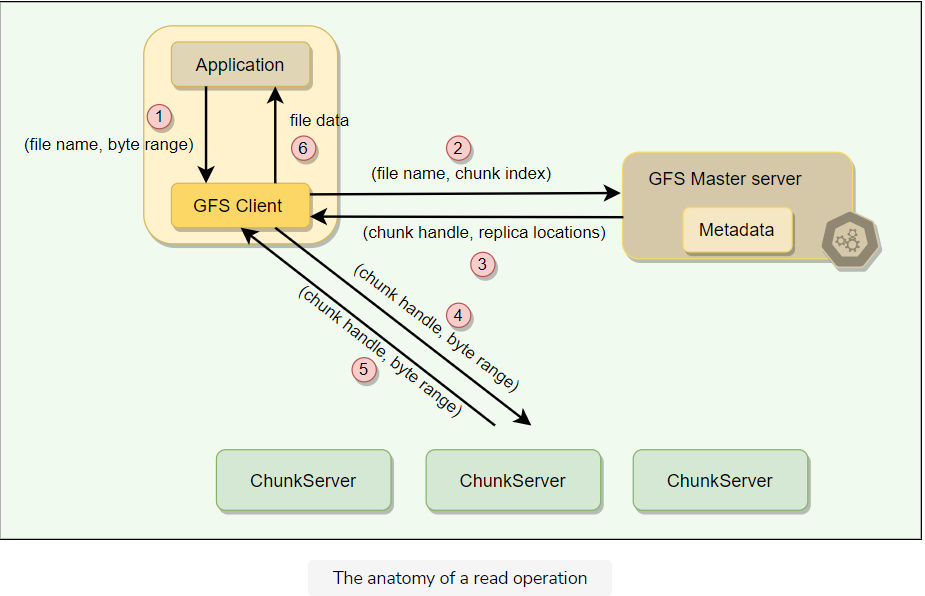 Application
1
file data
(file name, byte range)
6
2
(file name, chunk index)
GFS Master server
GFS Client
Metadata
(chunk handle, replica locations)
3
(chunk handle, byte range)
4
(chunk handle, byte range)
5
ChunkServer
ChunkServer
ChunkServer
The anatomy of a read operation